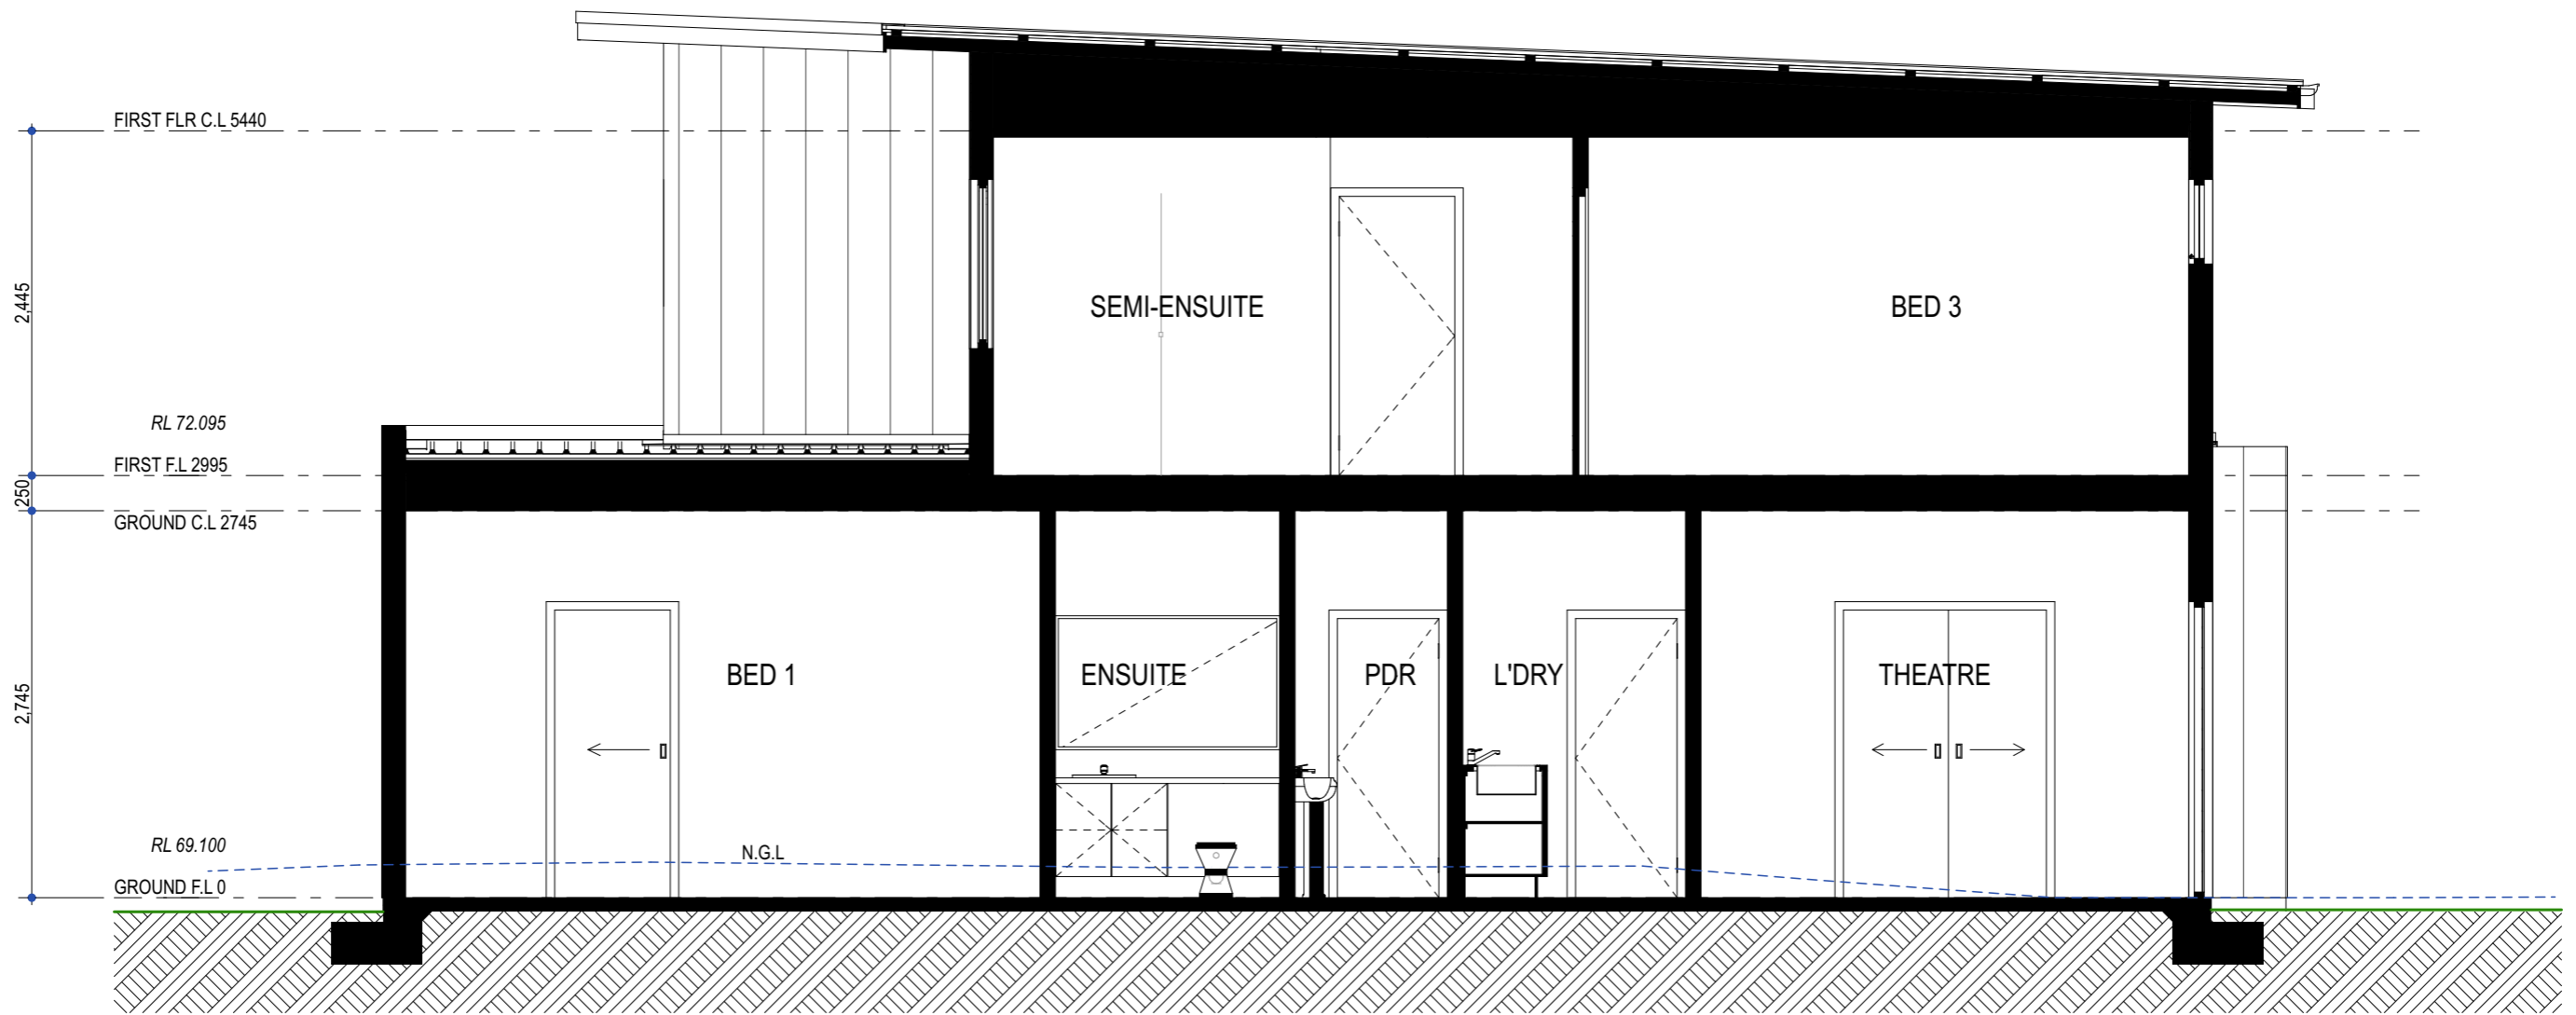 FIRST FLR C.L 5440
2,445
SEMI-ENSUITE
BED 3
RL 72.095
FIRST F.L 2995
250
GROUND C.L 2745
2,745
BED 1
ENSUITE
PDR
L'DRY
THEATRE
RL 69.100
N.G.L
GROUND F.L 0